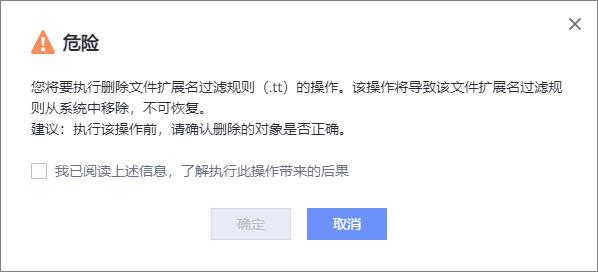 危险
您将要执行删除文件扩展名过滤规则（.tt）的操作。该操作将导致该文件扩展名过滤规
则从系统中移除，不可恢复。
建议：执行该操作前，请确认删除的对象是否正确。
我已阅读上述信息，了解执行此操作带来的后果
确定
取消